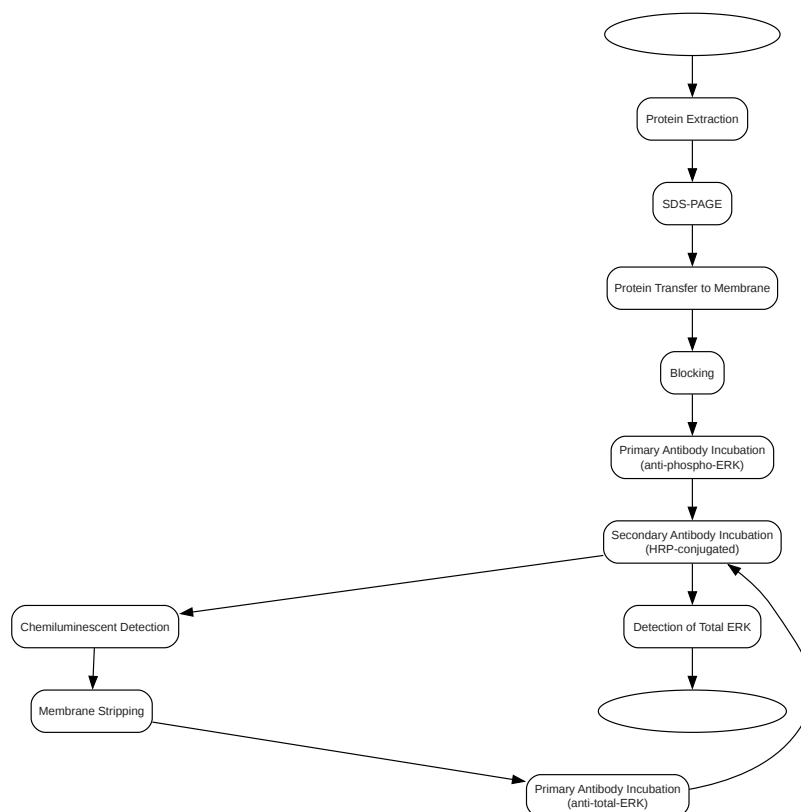 Protein Extraction
SDS-PAGE
Protein Transfer to Membrane
Blocking
Primary Antibody Incubation
(anti-phospho-ERK)
Secondary Antibody Incubation
(HRP-conjugated)
Chemiluminescent Detection
Detection of Total ERK
Membrane Stripping
Primary Antibody Incubation
(anti-total-ERK)